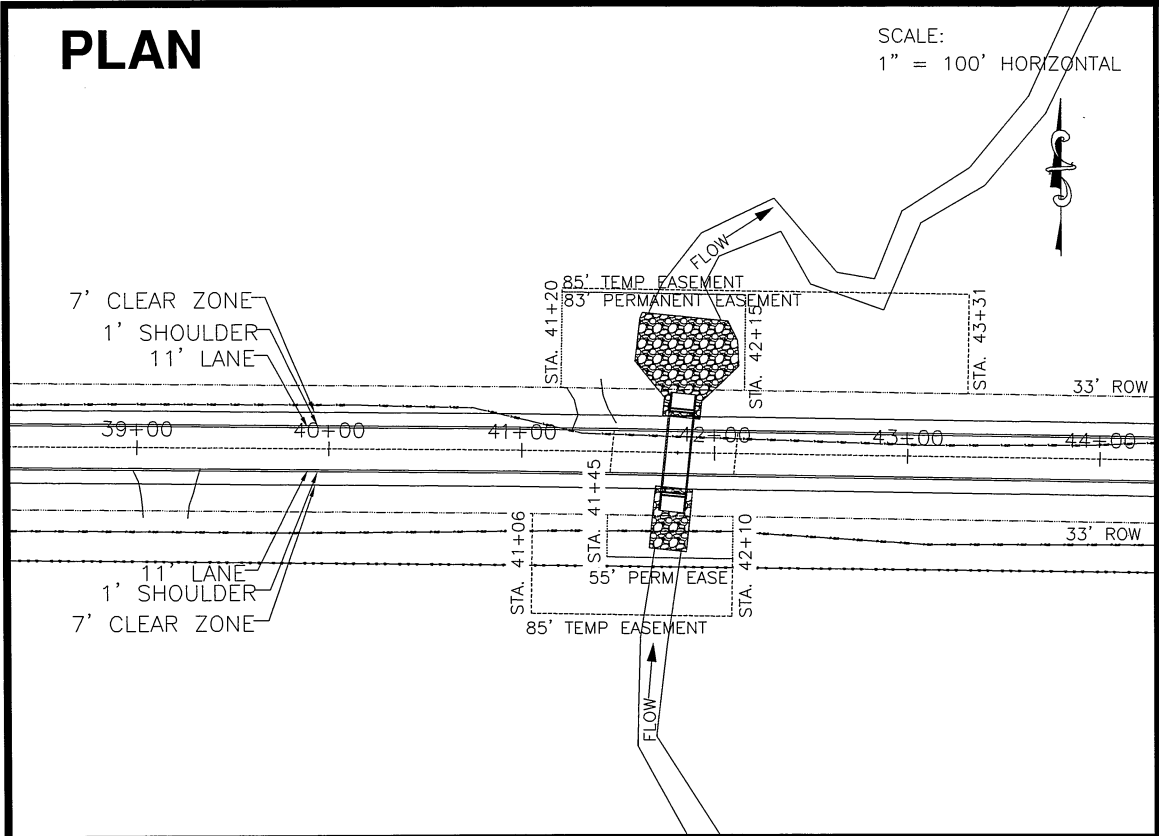 PLAN
SCALE:
1" = 100' HORIZONTAL
FLOW
85' TEMP EASEMENT
83' PERMANENT EASEMENT
STA. 41+20
STA. 42+15
STA. 43+31
7' CLEAR ZONE
1' SHOULDER
11' LANE
33' ROW
39+00
40+00
41+00
42+00
43+00
44+00
STA. 41+45
STA. 41+06
STA. 42+10
33' ROW
11' LANE
1' SHOULDER
7' CLEAR ZONE
55' PERM EASE
85' TEMP EASEMENT
FLOW